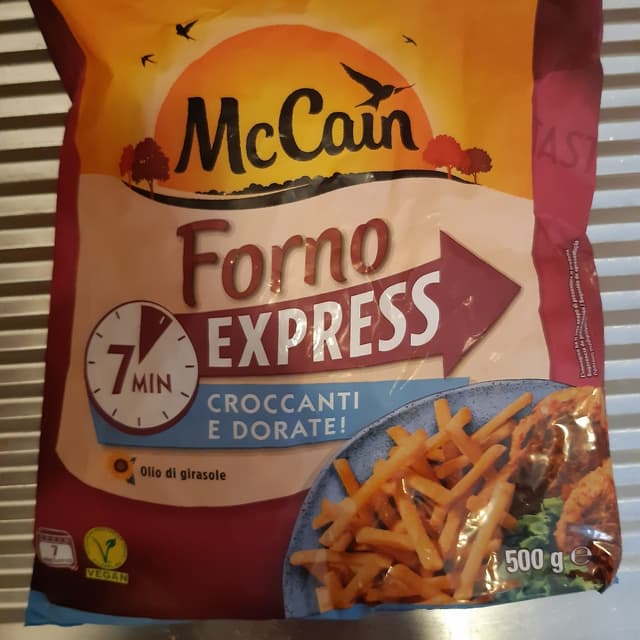 McCain
Forno
EXPRESS
7 MIN
CROCCANTI
E DORATE!
Olio di girasole
7
VEGAN
500 g e